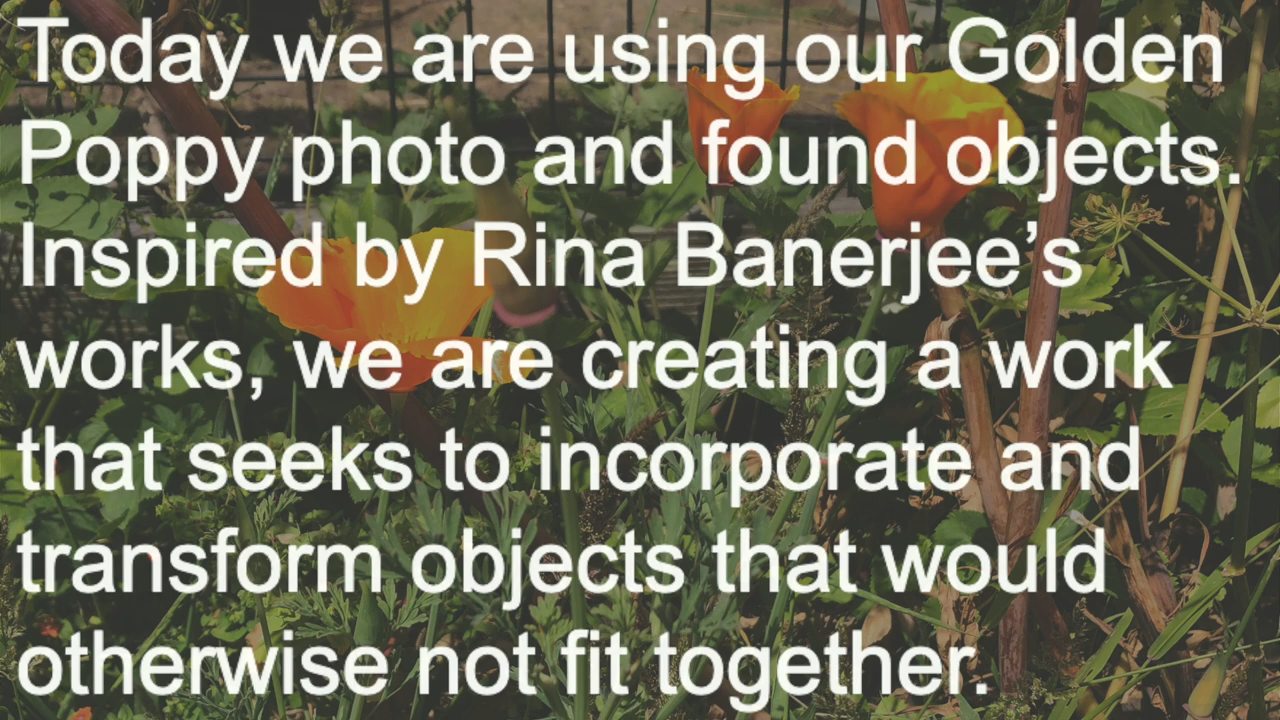 Today we are using our Golden
Poppy photo and found objects.
Inspired by Rina Banerjee’s
works, we are creating a work
that seeks to incorporate and
transform objects that would
otherwise not fit together.